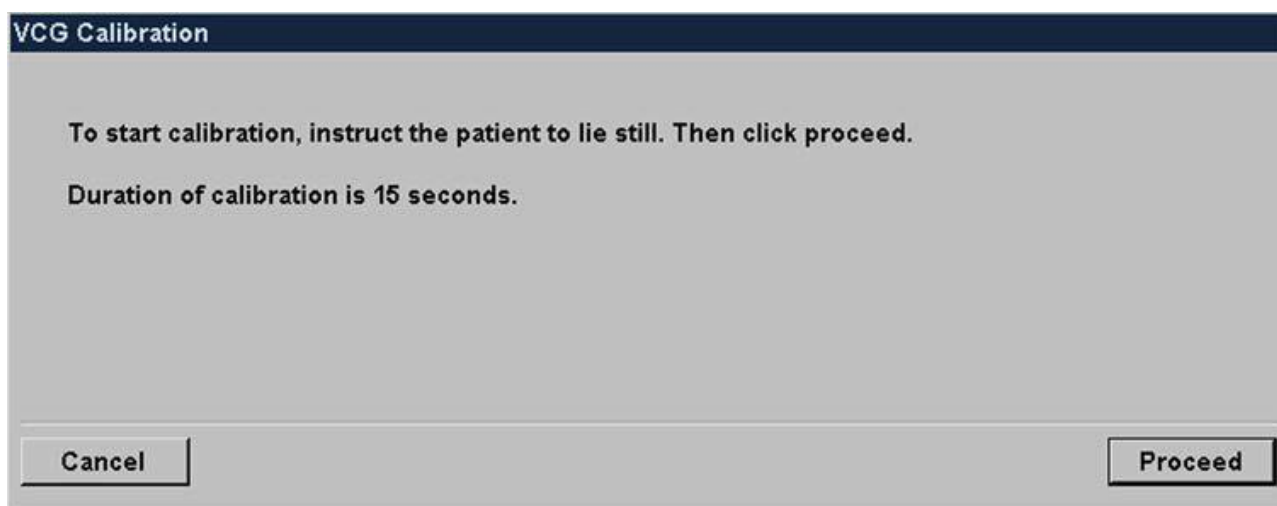 VCG Calibration
To start calibration, instruct the patient to lie still. Then click proceed.
Duration of calibration is 15 seconds.
Cancel
Proceed